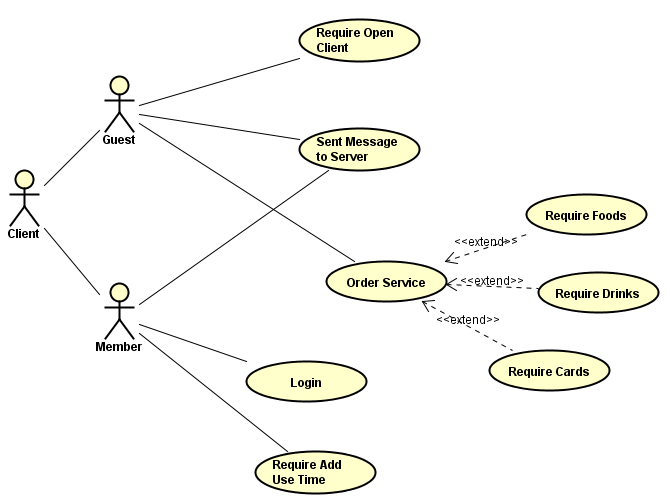 Require Open
Client
Guest
Sent Message
to Server
Client
Require Foods
<<extend>>
Order Service
<<extend>>
Require Drinks
<<extend>>
Member
Require Cards
Login
Require Add
Use Time